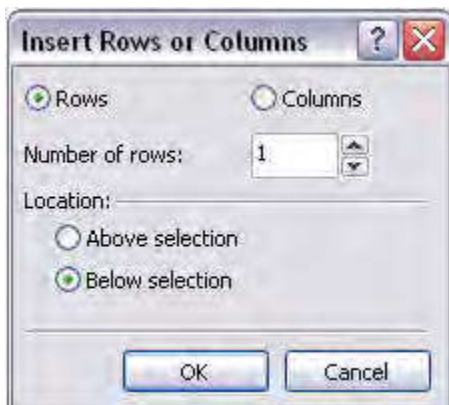 Insert Rows or Columns ?
Rows Columns
Number of rows: 1
Location:
Above selection
Below selection
OK Cancel